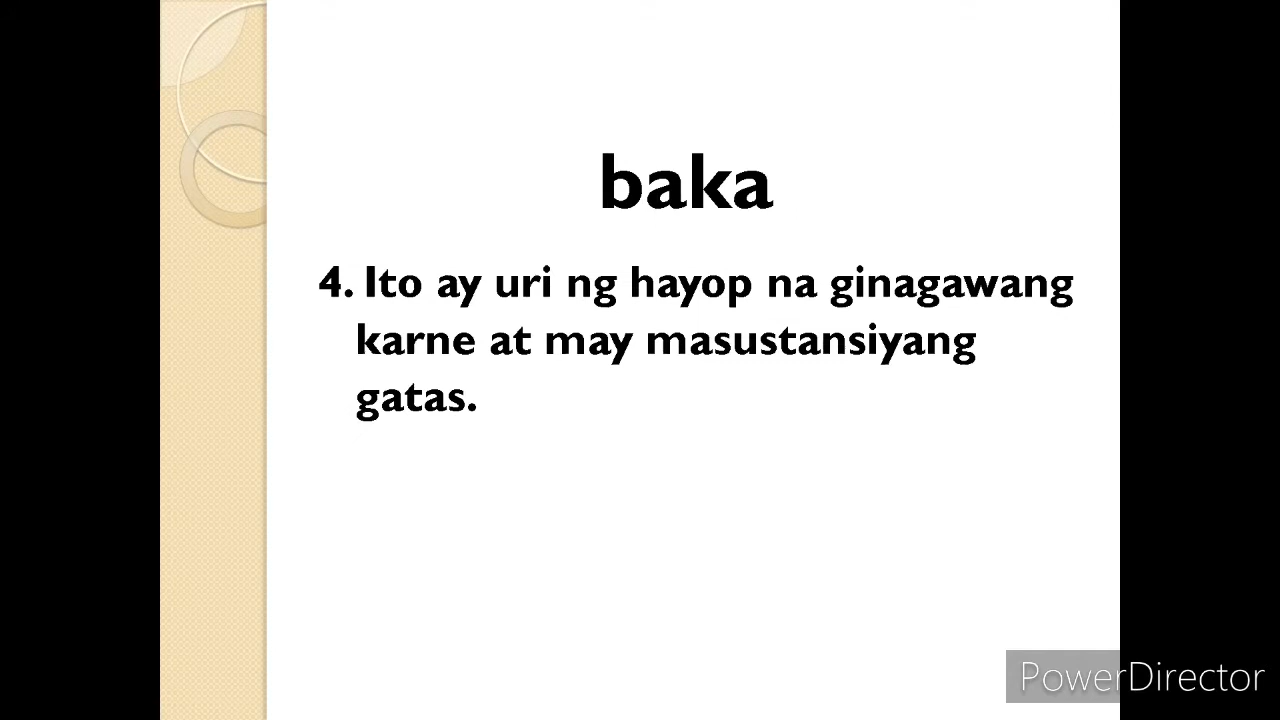 baka
4. Ito ay uri ng hayop na ginagawang
karne at may masustansiyang
gatas.
PowerDirector